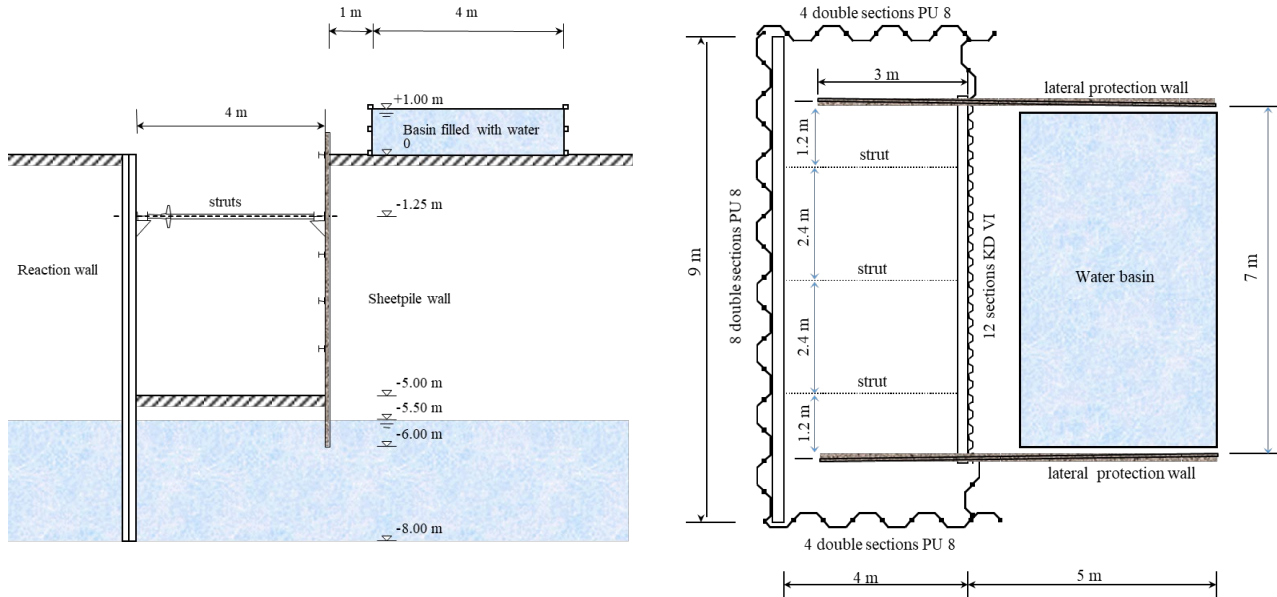 1 m
4 m
+1.00 m
Basin filled with water
0
4 m
struts
-1.25 m
Reaction wall
Sheetpile wall
-5.00 m
-5.50 m
-6.00 m
-8.00 m
4 double sections PU 8
3 m
lateral protection wall
1.2 m
strut
2.4 m
9 m
8 double sections PU 8
strut
12 sections KD VI
Water basin
7 m
2.4 m
strut
1.2 m
lateral protection wall
4 double sections PU 8
4 m
5 m